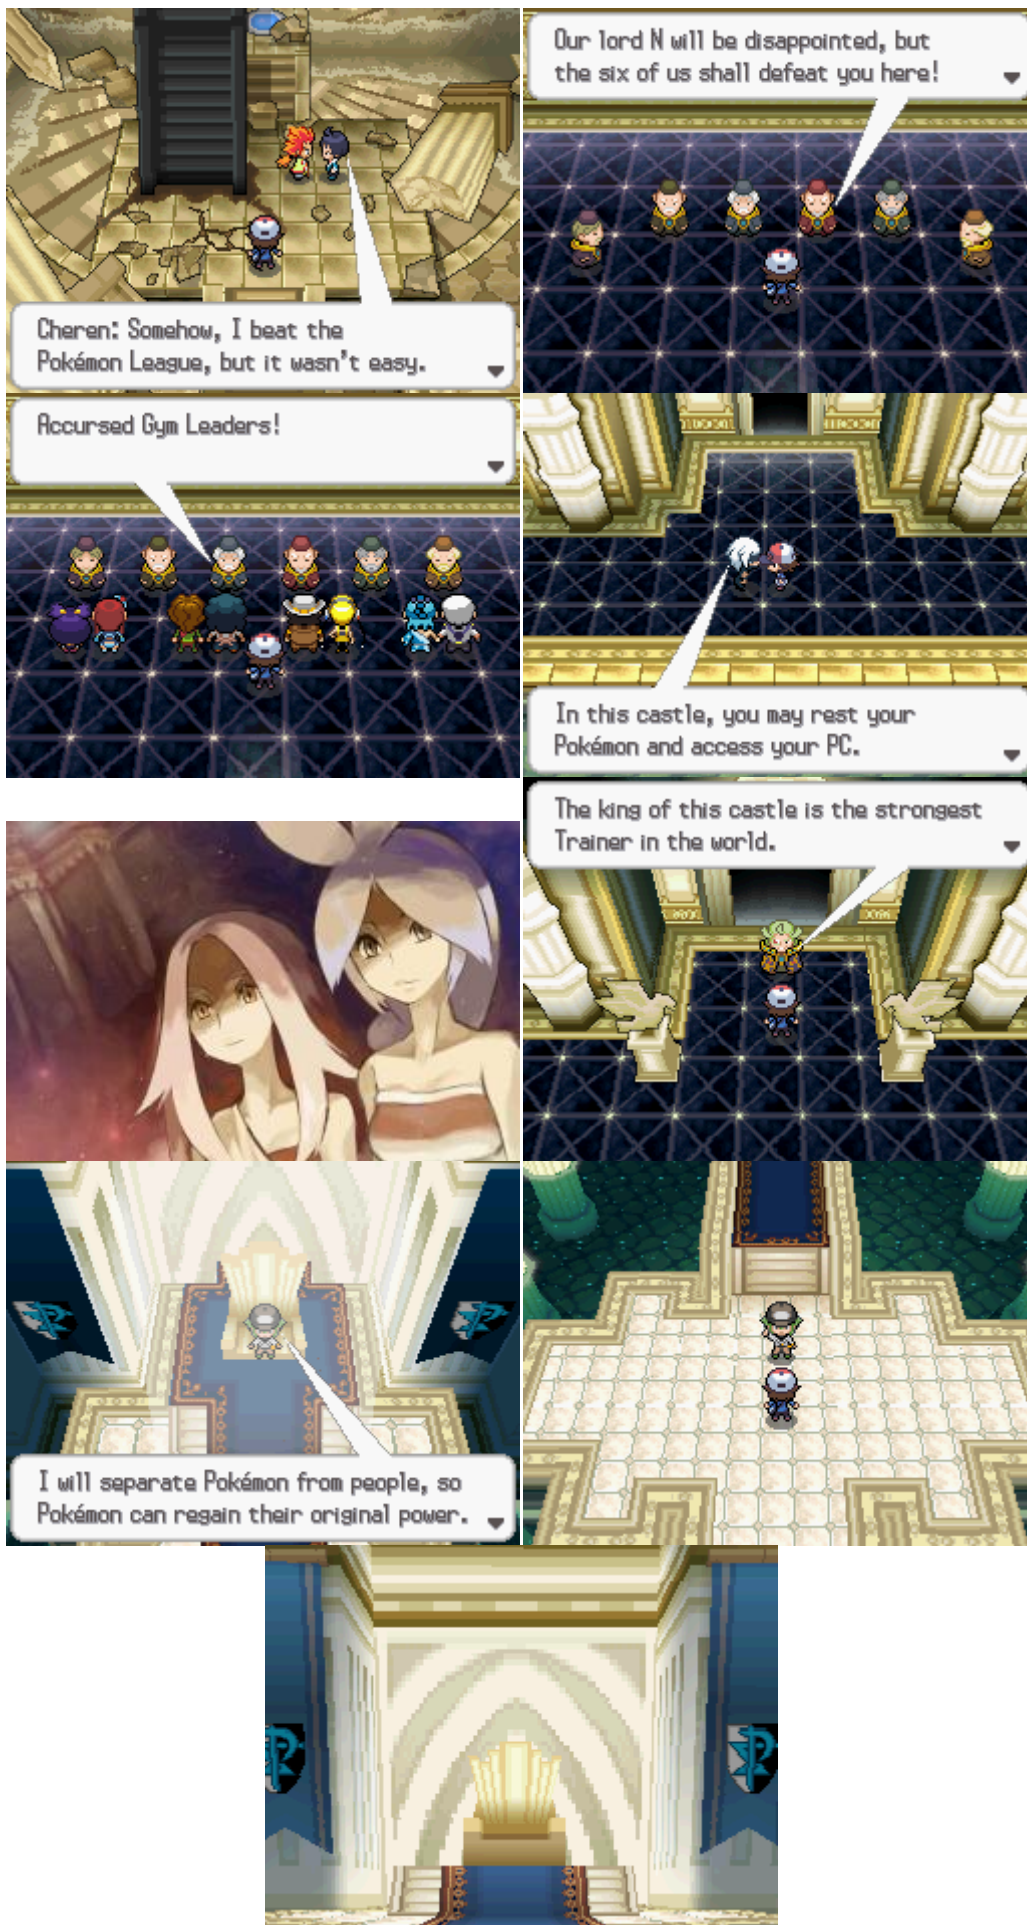 Cheren: Somehow, I beat the
Pokémon League, but it wasn't easy.
Our lord N will be disappointed, but
the six of us shall defeat you here!
Accursed Gym Leaders!
In this castle, you may rest your
Pokémon and access your PC.
The king of this castle is the strongest
Trainer in the world.
I will separate Pokémon from people, so
Pokémon can regain their original power.